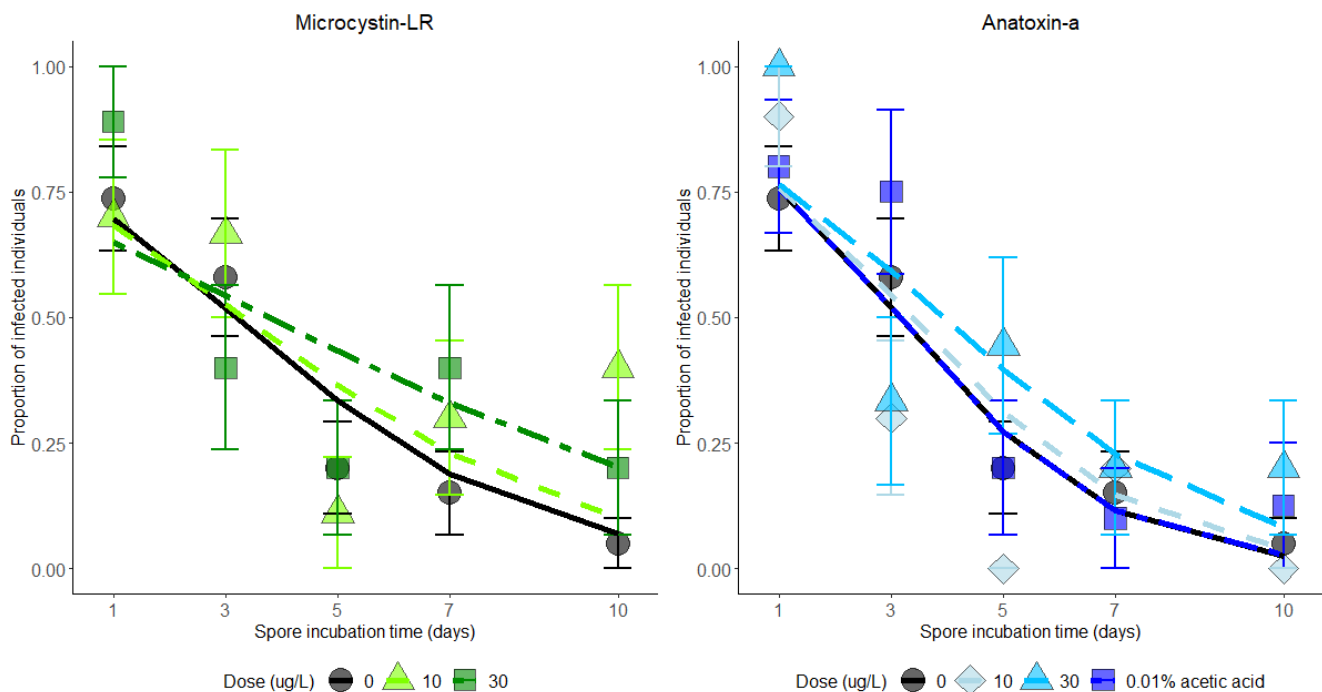 Microcystin-LR
Proportion of infected individuals
1.00
0.75
0.50
0.25
0.00
1 3 5 7 10
Spore incubation time (days)
Dose (ug/L) 0 10 30
Anatoxin-a
Proportion of infected individuals
1.00
0.75
0.50
0.25
0.00
1 3 5 7 10
Spore incubation time (days)
Dose (ug/L) 0 10 30 0.01% acetic acid